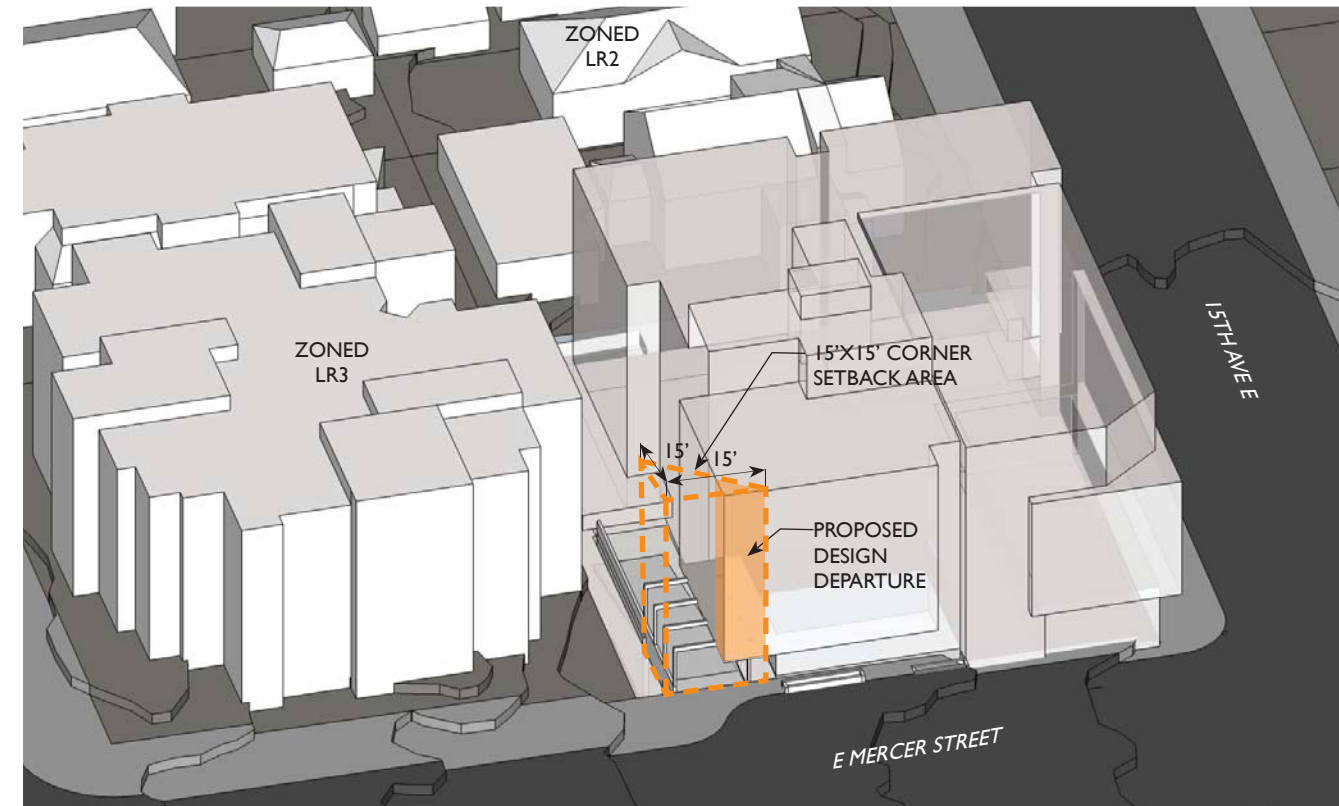 ZONED
LR2
15TH AVE E
ZONED
LR3
15'X15' CORNER
SETBACK AREA
15'
15'
PROPOSED
DESIGN
DEPARTURE
E MERCER STREET